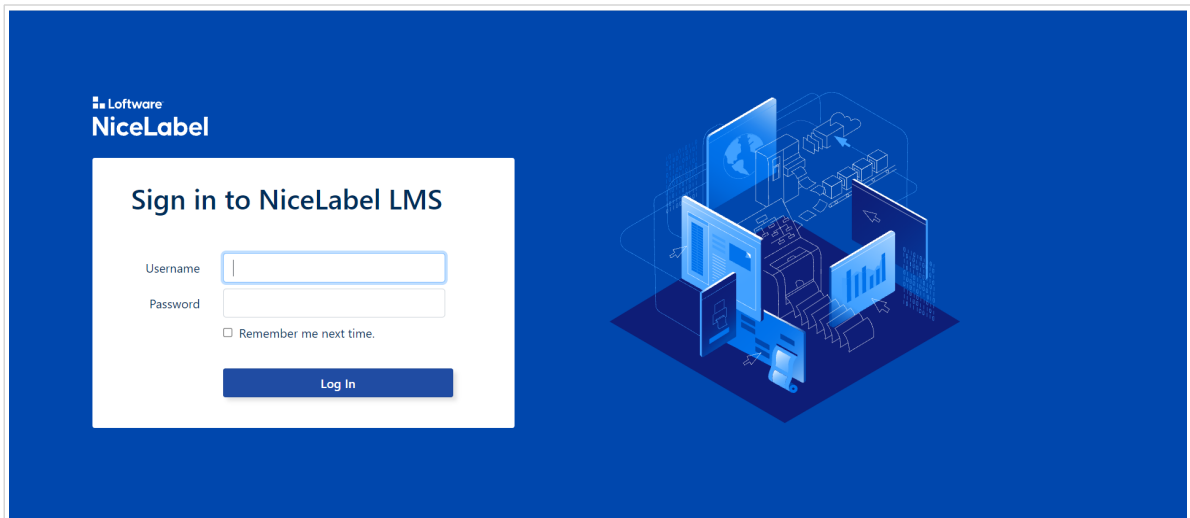 Loftware
NiceLabel
Sign in to NiceLabel LMS
Username
Password
Remember me next time.
Log In